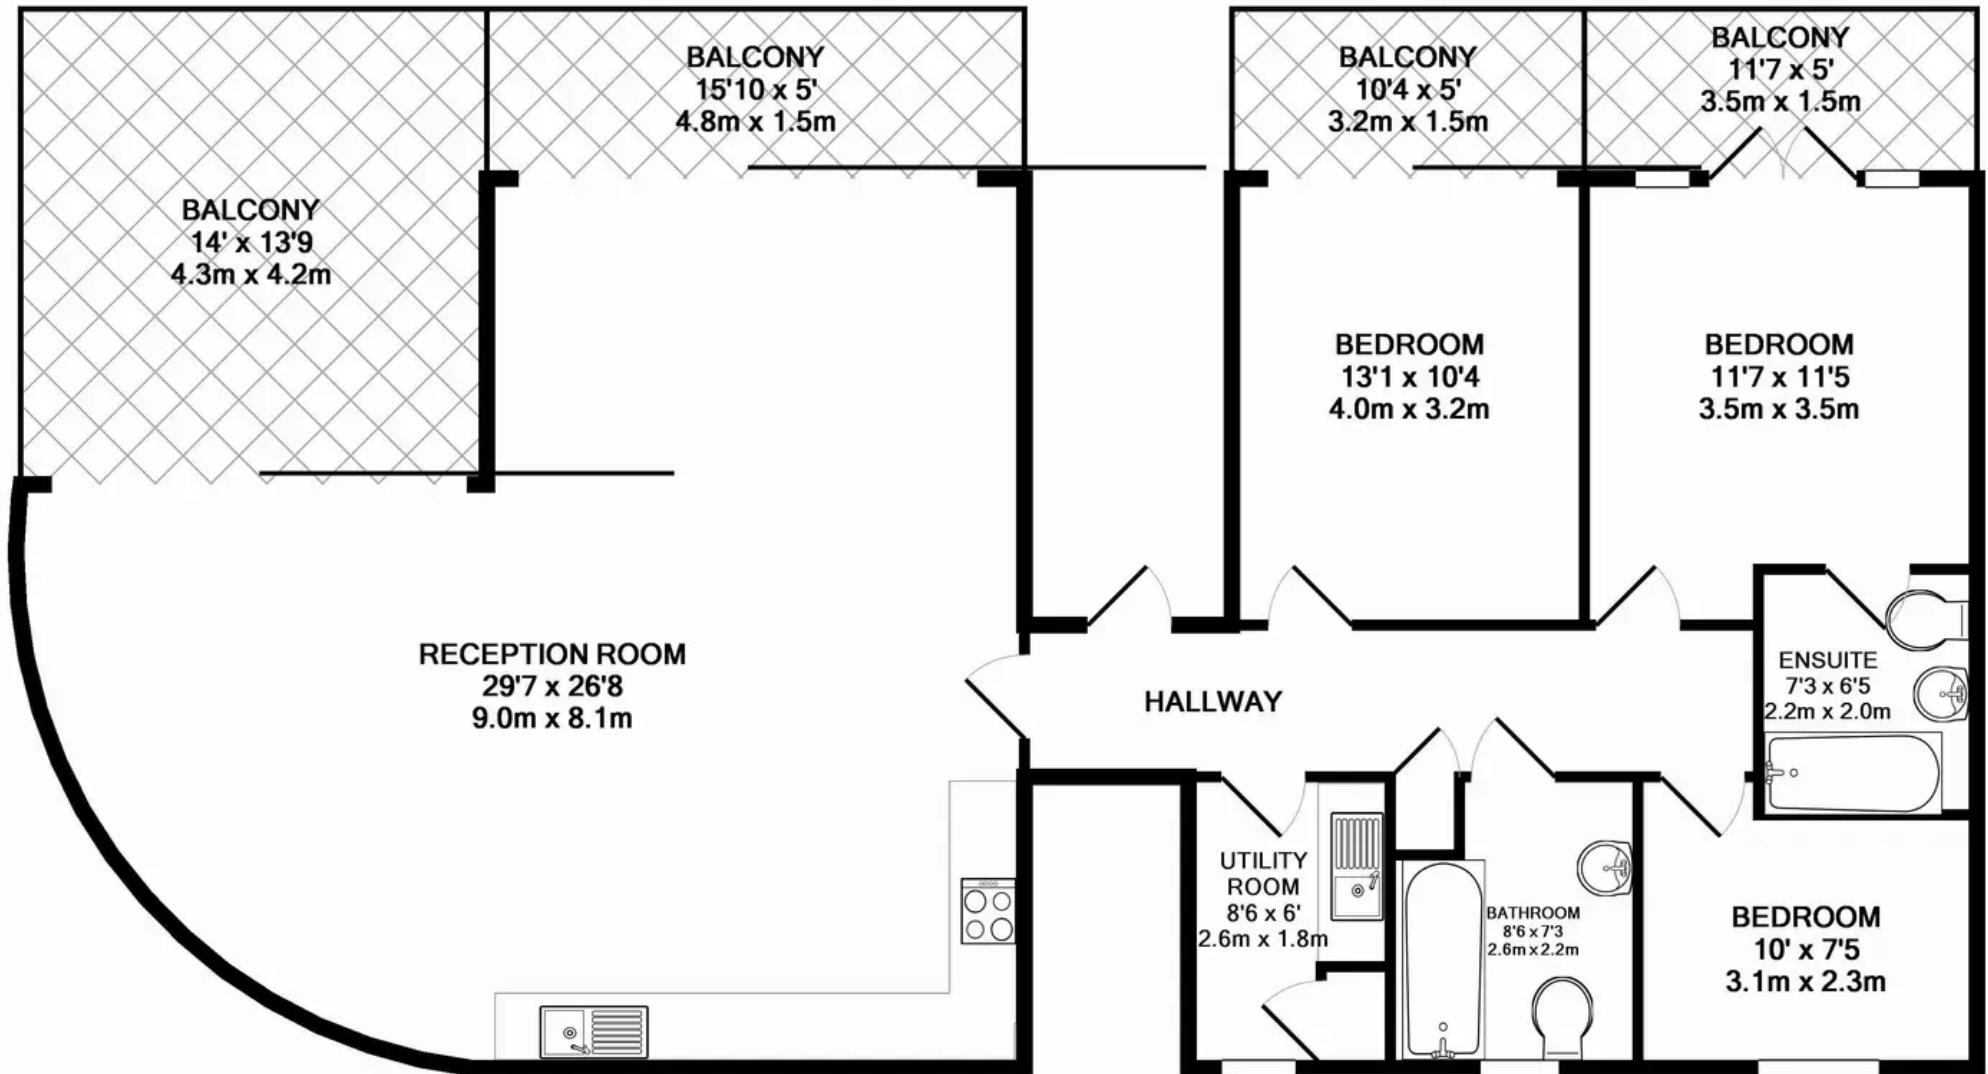 BALCONY
14' x 13'9
4.3m x 4.2m
BALCONY
15'10 x 5'
4.8m x 1.5m
BALCONY
10'4 x 5'
3.2m x 1.5m
BALCONY
11'7 x 5'
3.5m x 1.5m
BEDROOM
13'1 x 10'4
4.0m x 3.2m
BEDROOM
11'7 x 11'5
3.5m x 3.5m
RECEPTION ROOM
29'7 x 26'8
9.0m x 8.1m
HALLWAY
ENSUITE
7'3 x 6'5
2.2m x 2.0m
UTILITY
ROOM
8'6 x 6'
2.6m x 1.8m
BATHROOM
8'6 x 7'3
2.6m x 2.2m
BEDROOM
10' x 7'5
3.1m x 2.3m